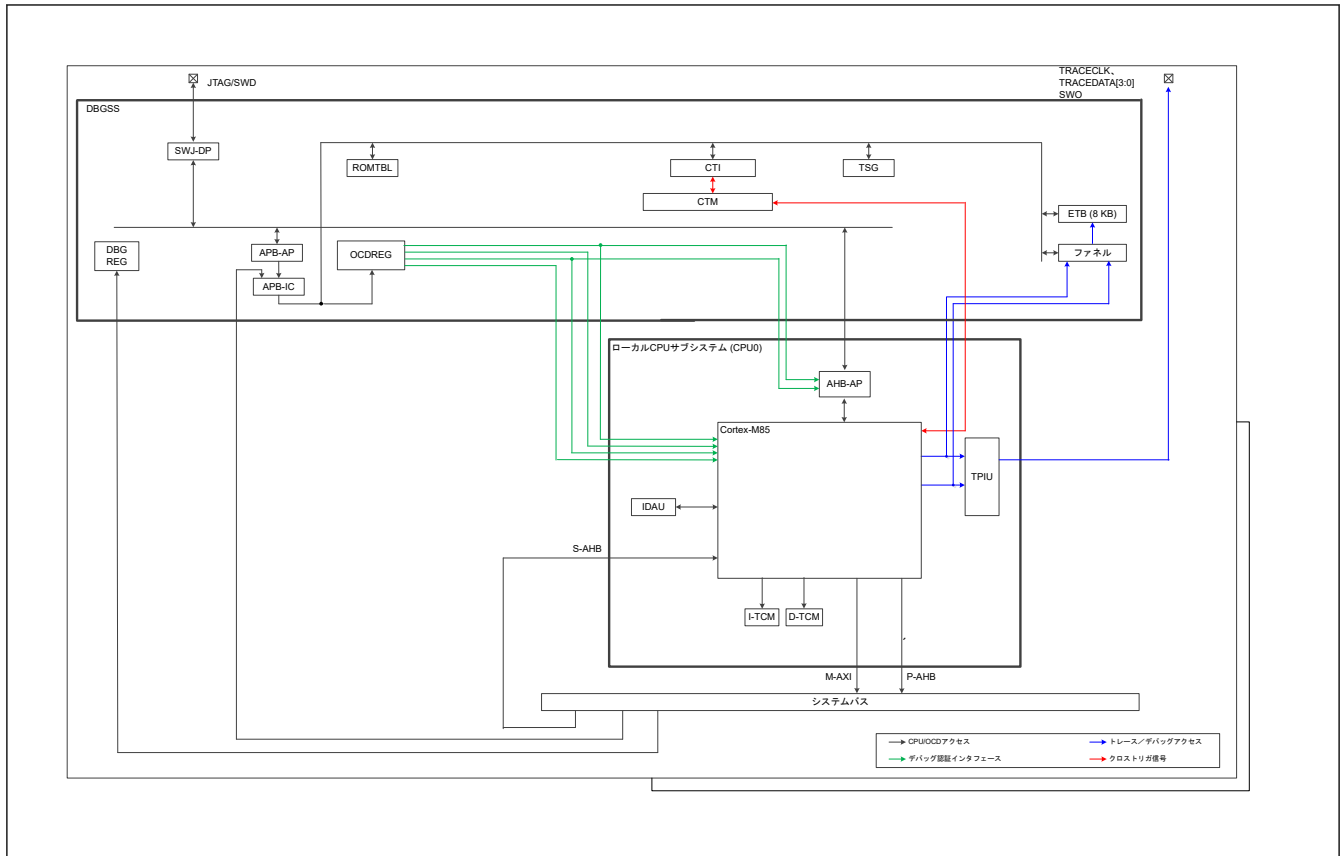 JTAG/SWD
TRACECLK、
TRACEDATA[3:0]
SWO
DBGSS
SWJ-DP
ROMTBL
CTI
TSG
CTM
ETB (8 KB)
DBG
REG
APB-AP
OCDREG
ファネル
APB-IC
ローカルCPUサブシステム (CPU0)
AHB-AP
Cortex-M85
TPIU
IDAU
S-AHB
I-TCM
D-TCM
M-AXI
P-AHB
システムバス
CPU/OCDアクセス
トレース／デバッグアクセス
デバッグ認証インタフェース
クロストリガ信号